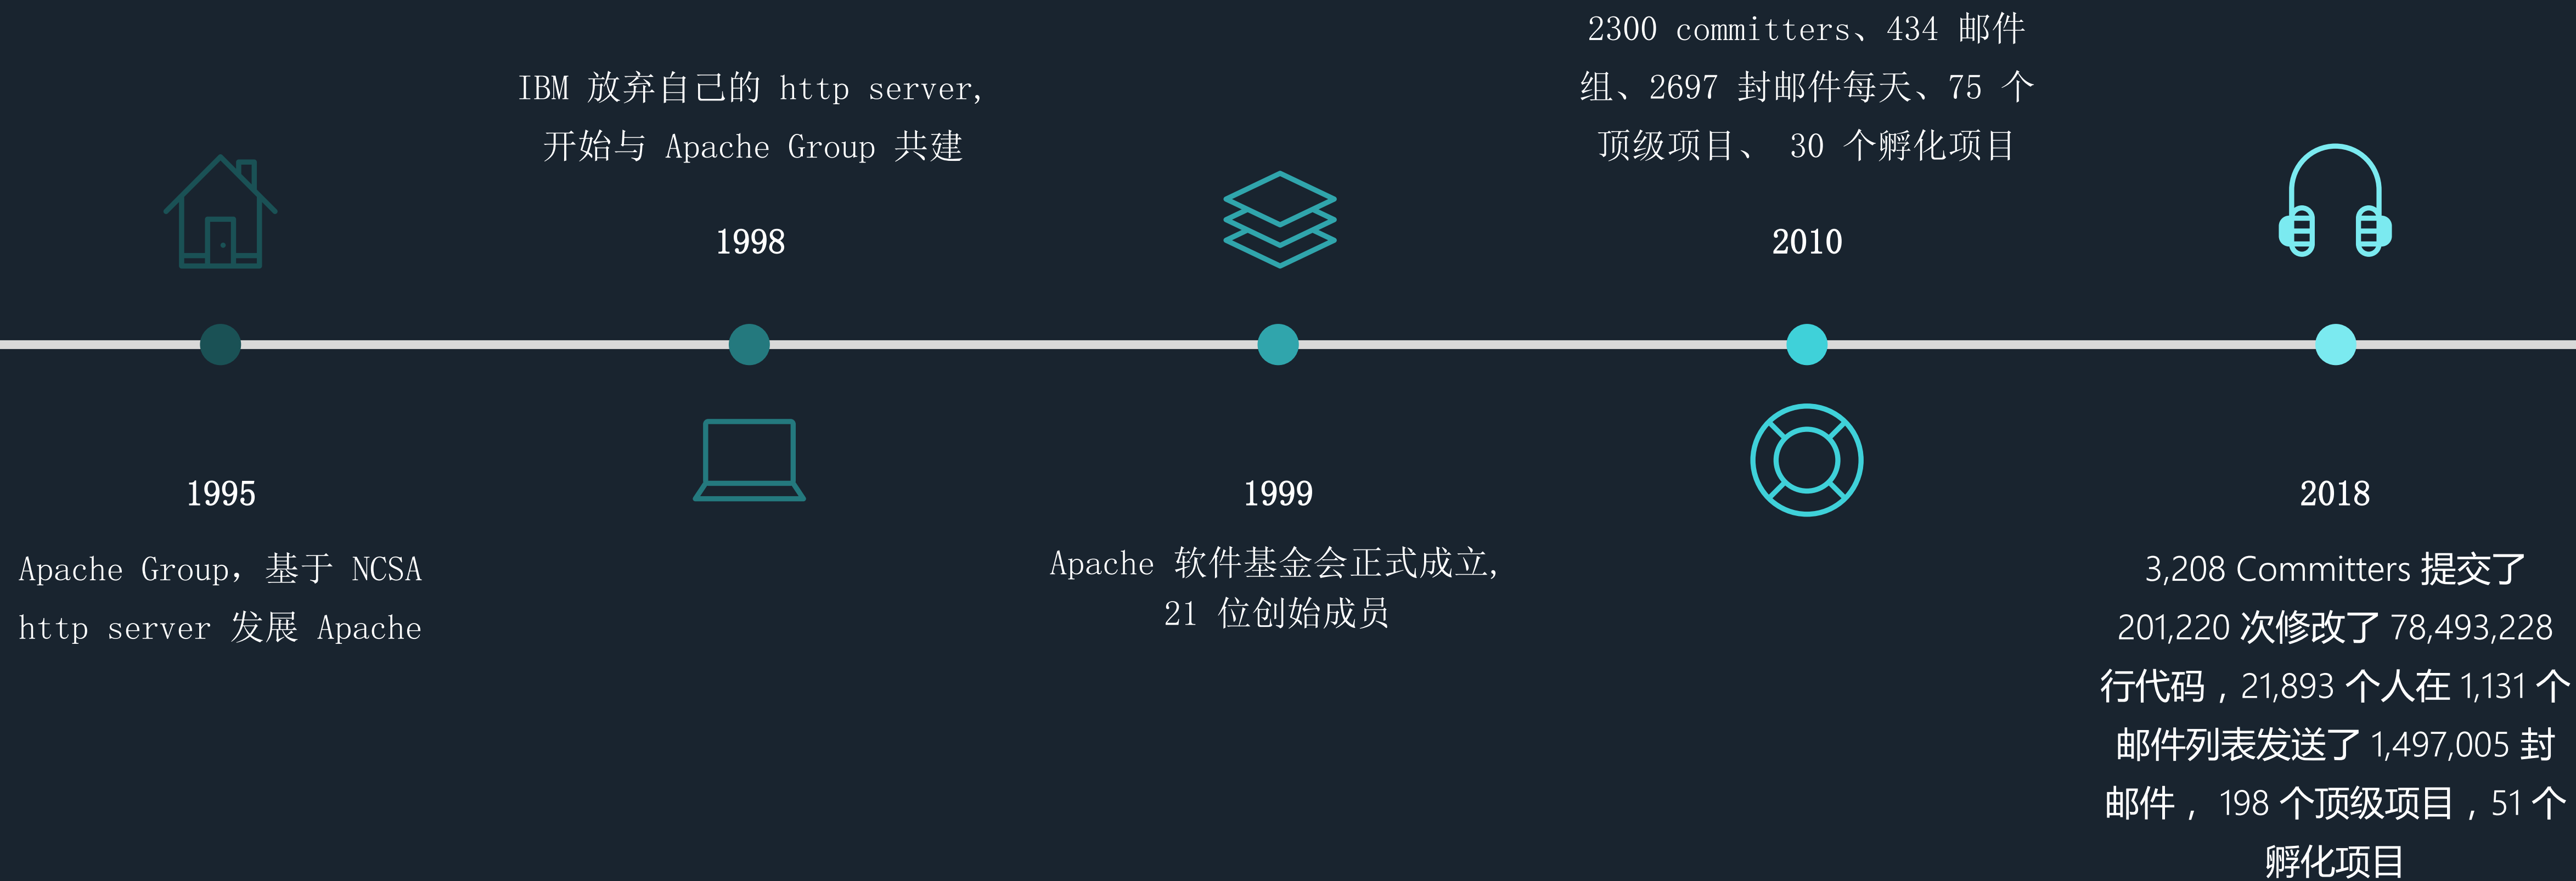 1995
Apache Group，基于 NCSA
http server 发展 Apache
IBM 放弃自己的 http server，
开始与 Apache Group 共建
1998
1999
Apache 软件基金会正式成立，
21 位创始成员
2300 committers、434 邮件
组、2697 封邮件每天、75 个
顶级项目、 30 个孵化项目
2010
2018
3,208 Committers 提交了
201,220 次修改了 78,493,228
行代码，21,893 个人在 1,131 个
邮件列表发送了 1,497,005 封
邮件， 198 个顶级项目，51 个
孵化项目